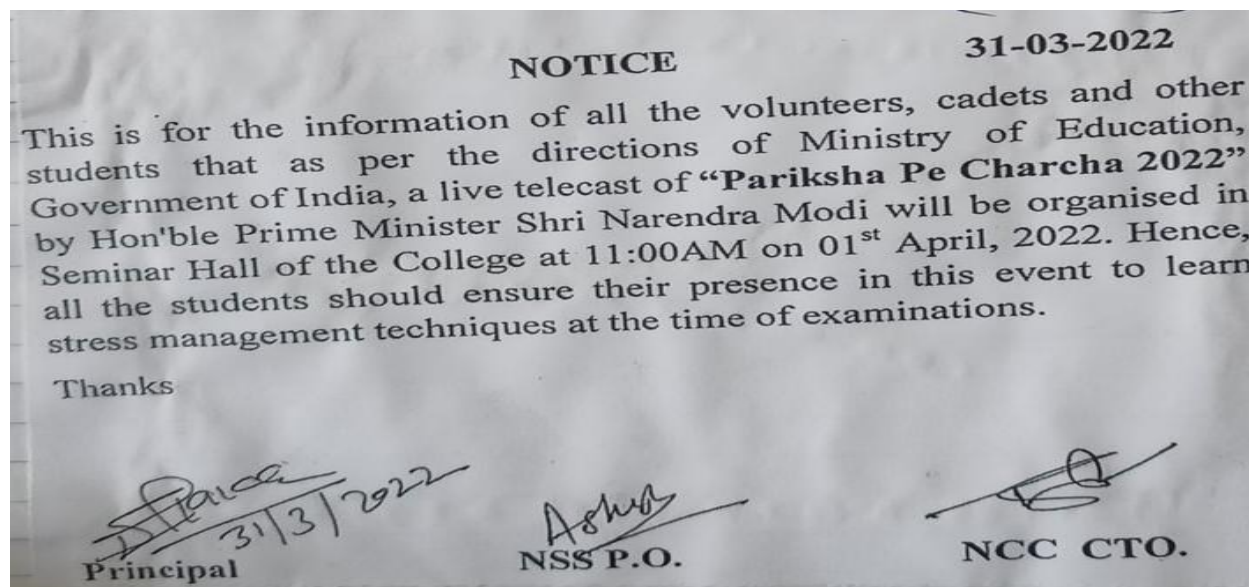 31-03-2022
NOTICE
This is for the information of all the volunteers, cadets and other
students that as per the directions of Ministry of Education,
Government of India, a live telecast of “Pariksha Pe Charcha 2022”
by Hon'ble Prime Minister Shri Narendra Modi will be organised in
Seminar Hall of the College at 11:00AM on 01st April, 2022. Hence,
all the students should ensure their presence in this event to learn
stress management techniques at the time of examinations.
Thanks
31/3/2022
Principal
NSS P.O.
NCC CTO.